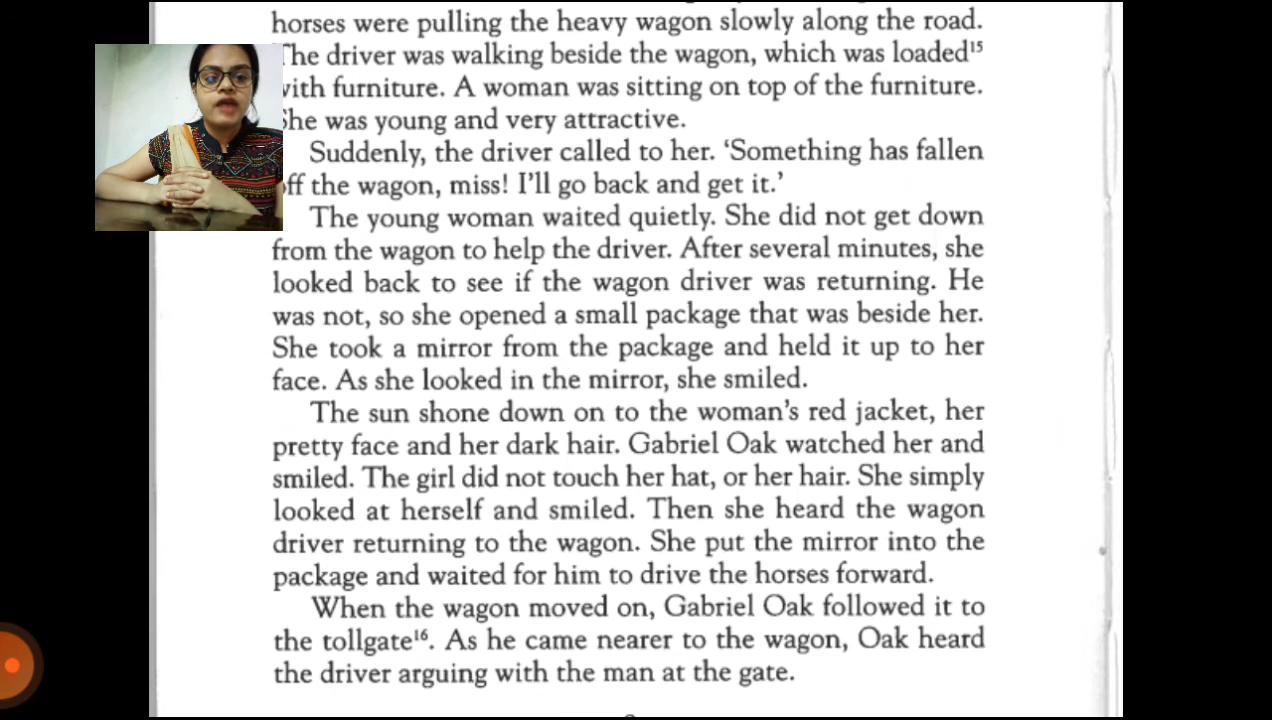 horses were pulling the heavy wagon slowly along the road.
The driver was walking beside the wagon, which was loaded¹⁵
with furniture. A woman was sitting on top of the furniture.
She was young and very attractive.
Suddenly, the driver called to her. ‘Something has fallen
off the wagon, miss! I’ll go back and get it.’
The young woman waited quietly. She did not get down
from the wagon to help the driver. After several minutes, she
looked back to see if the wagon driver was returning. He
was not, so she opened a small package that was beside her.
She took a mirror from the package and held it up to her
face. As she looked in the mirror, she smiled.
The sun shone down on to the woman’s red jacket, her
pretty face and her dark hair. Gabriel Oak watched her and
smiled. The girl did not touch her hat, or her hair. She simply
looked at herself and smiled. Then she heard the wagon
driver returning to the wagon. She put the mirror into the
package and waited for him to drive the horses forward.
When the wagon moved on, Gabriel Oak followed it to
the tollgate¹⁶. As he came nearer to the wagon, Oak heard
the driver arguing with the man at the gate.